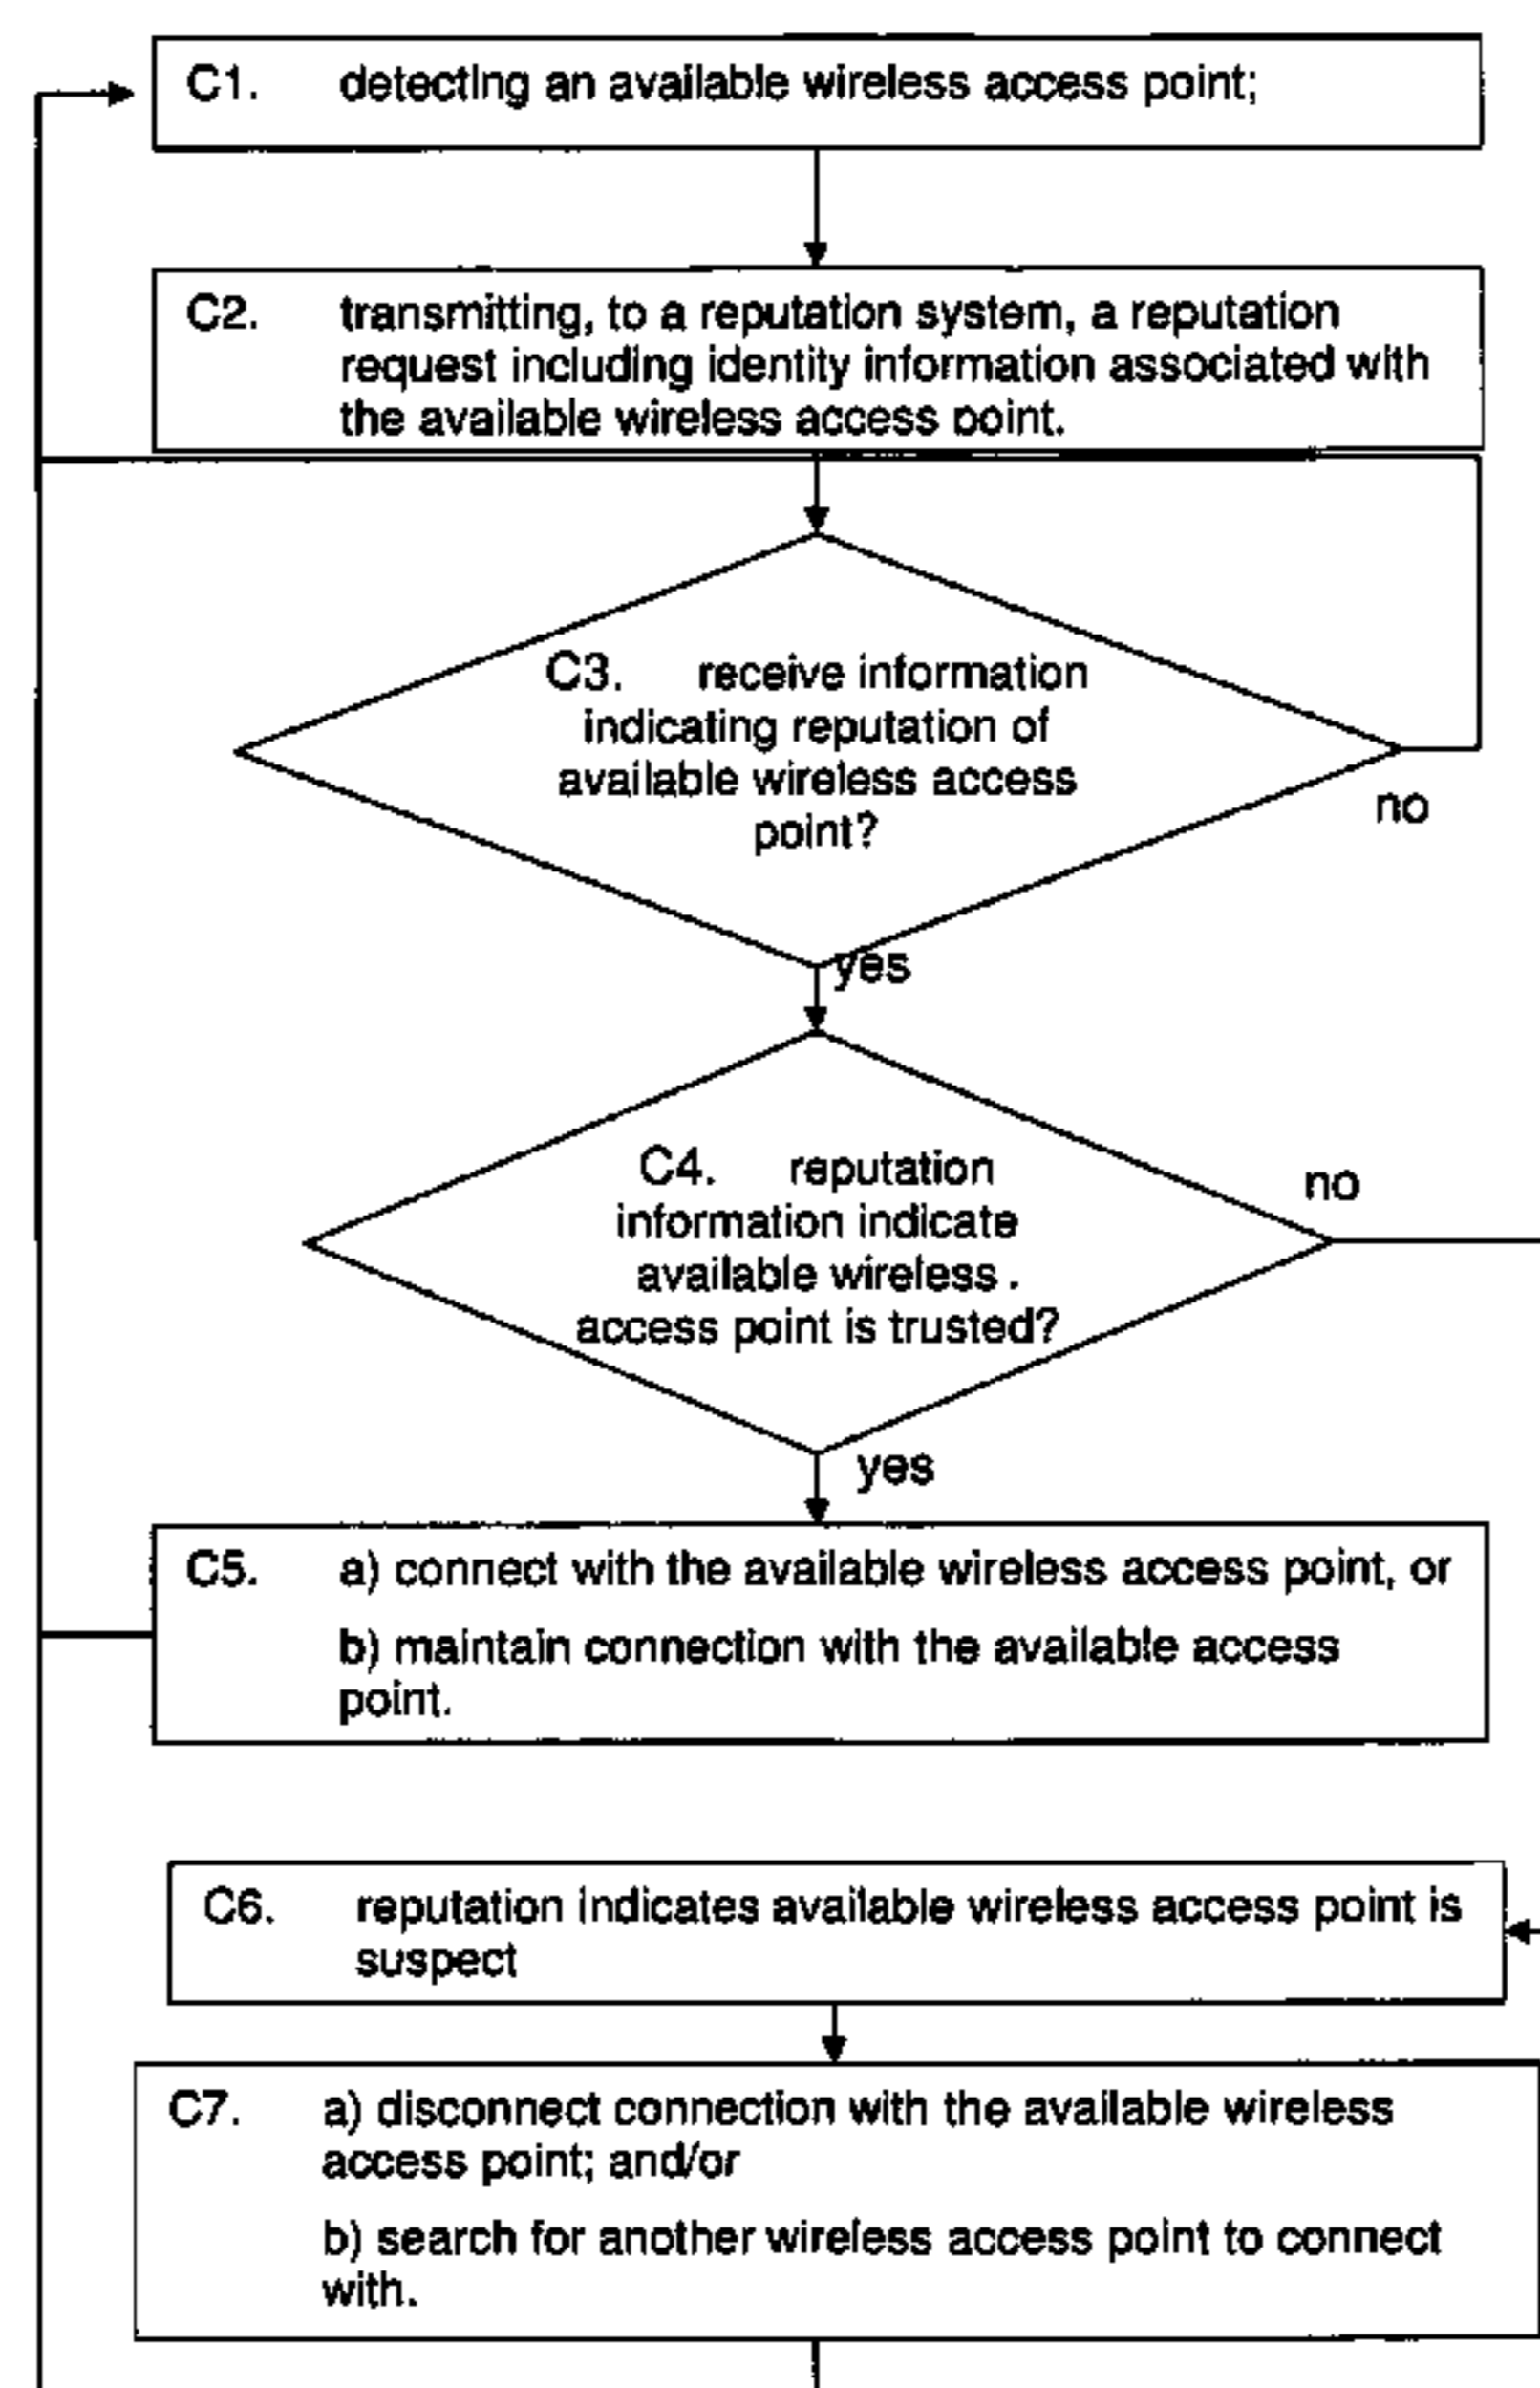 C1. detecting an available wireless access point;
C2. transmitting, to a reputation system, a reputation
request including identity information associated with
the available wireless access point.
C3. receive information
indicating reputation of
available wireless access
point?
no
yes
C4. reputation
information indicate
available wireless .
access point is trusted?
no
yes
C5. a) connect with the available wireless access point, or
b) maintain connection with the available access
point.
C6. reputation indicates available wireless access point is
suspect
C7. a) disconnect connection with the available wireless
access point; and/or
b) search for another wireless access point to connect
with.